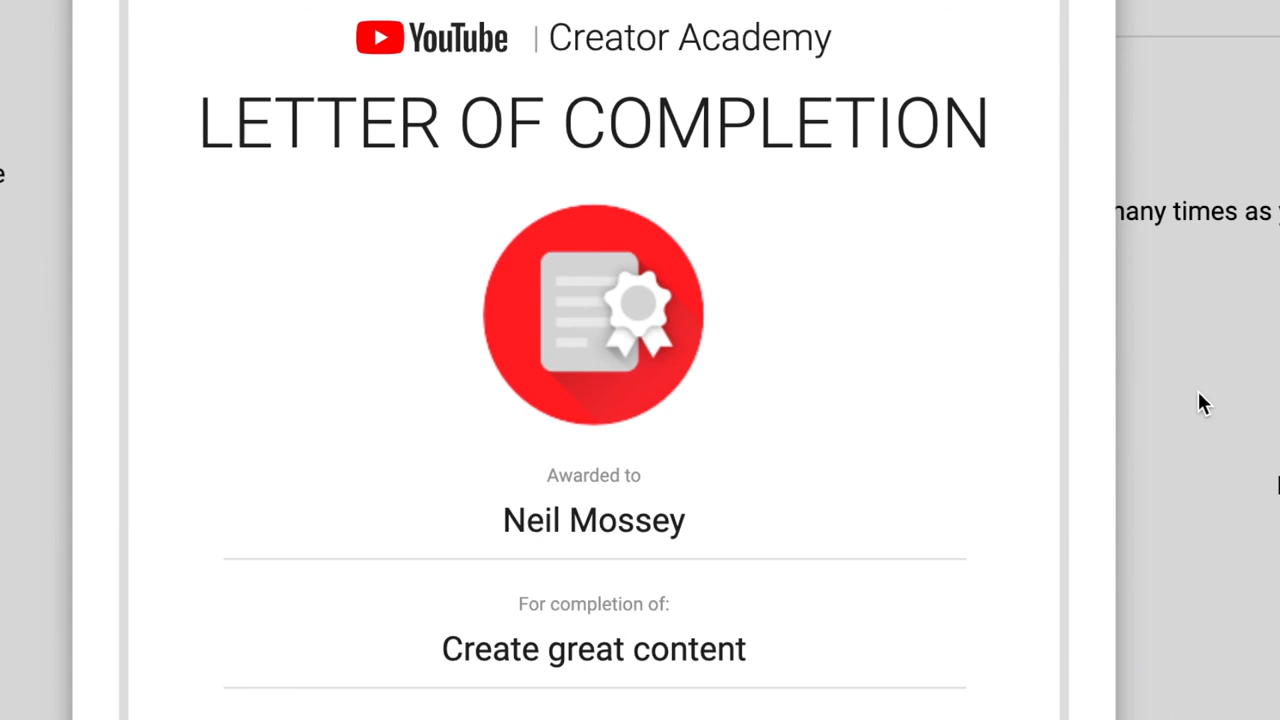 YouTube | Creator Academy
LETTER OF COMPLETION
many times as
Awarded to
Neil Mossey
For completion of:
Create great content